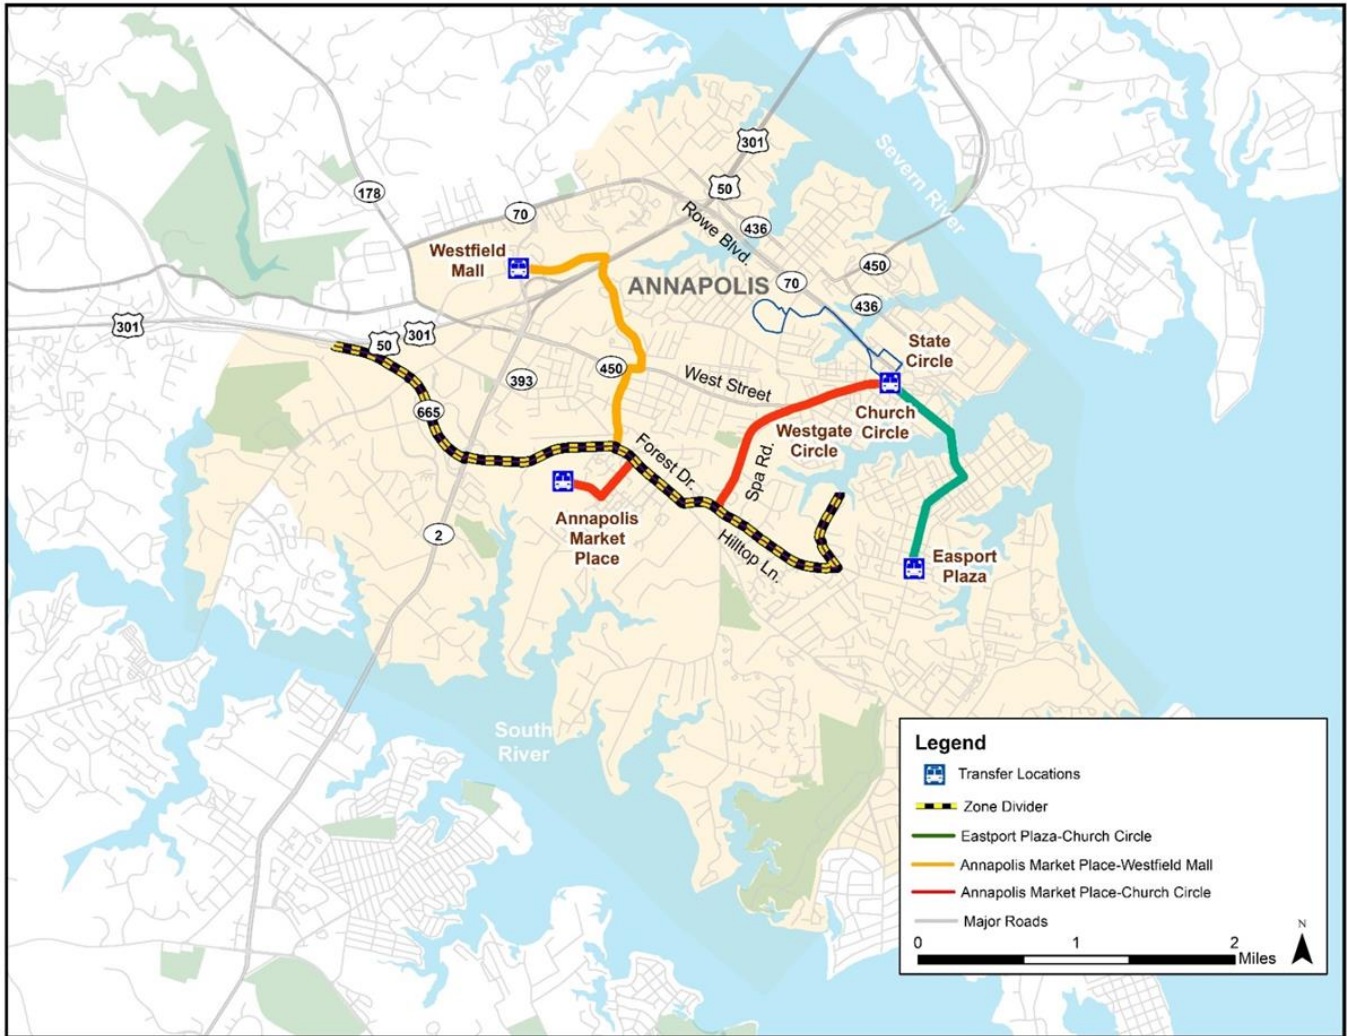 301
Severn River
178
50
70
Rowe Blvd.
436
Westfield
Mall
450
ANNAPOLIS
70
436
301
50
301
State
Circle
450
393
West Street
665
Church
Circle
Westgate
Circle
Forest Dr.
Spa Rd.
Annapolis
Market
Place
2
Hilltop Ln.
Easport
Plaza
South
River
Legend
Transfer Locations
Zone Divider
Eastport Plaza-Church Circle
Annapolis Market Place-Westfield Mall
Annapolis Market Place-Church Circle
Major Roads
N
0 1 2
Miles